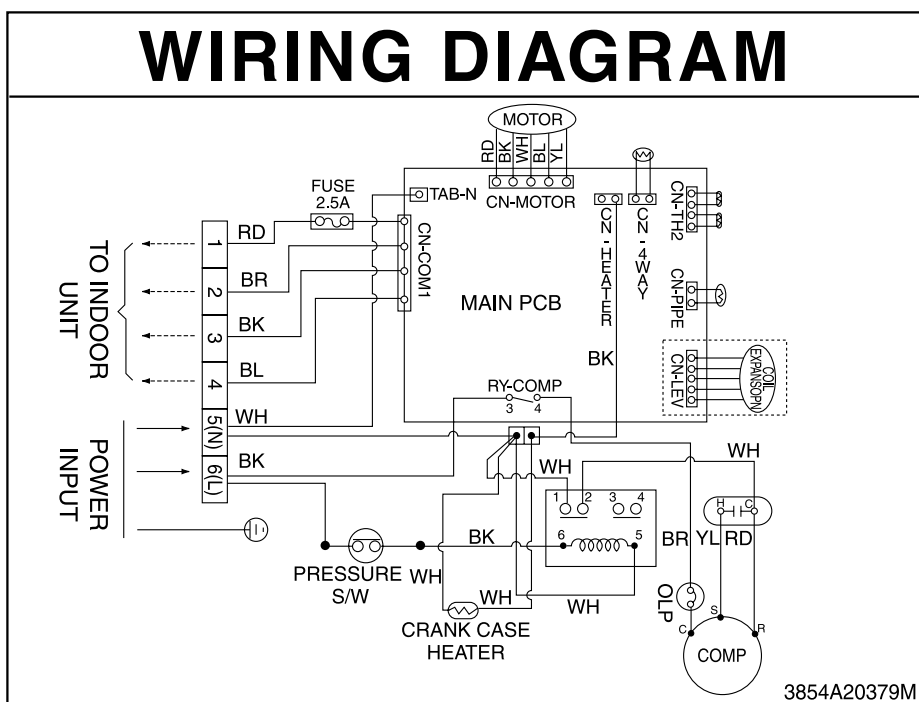 WIRING DIAGRAM
MOTOR
RD
BK
WH
BL
YL
CN-MOTOR
TAB-N
FUSE
2.5A
CN-COM1
CN-HEATER
CN-4WAY
CN-TH2
CN-PIPE
CN-LEV
EXPANSOPN
COIL
MAIN PCB
TO INDOOR
UNIT
1
RD
2
BR
3
BK
4
BL
5(N)
WH
6(L)
BK
POWER
INPUT
BK
RY-COMP
3 4
WH
WH
1 2 3 4
6 5
BK
WH
PRESSURE
S/W
WH
WH
CRANK CASE
HEATER
H C
BR YL RD
OLP
C S R
COMP
3854A20379M